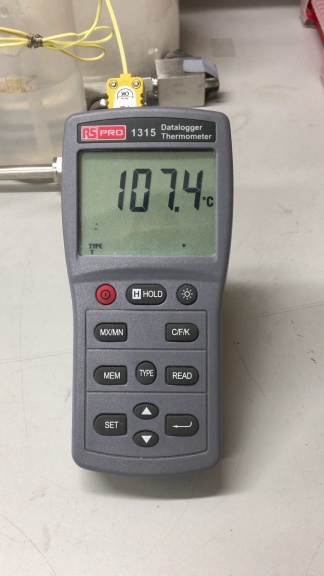 RS PRO 1315 Datalogger Thermometer
107.4 °C
TYPE
T
H HOLD
MX/MN C/F/K
MEM TYPE READ
SET